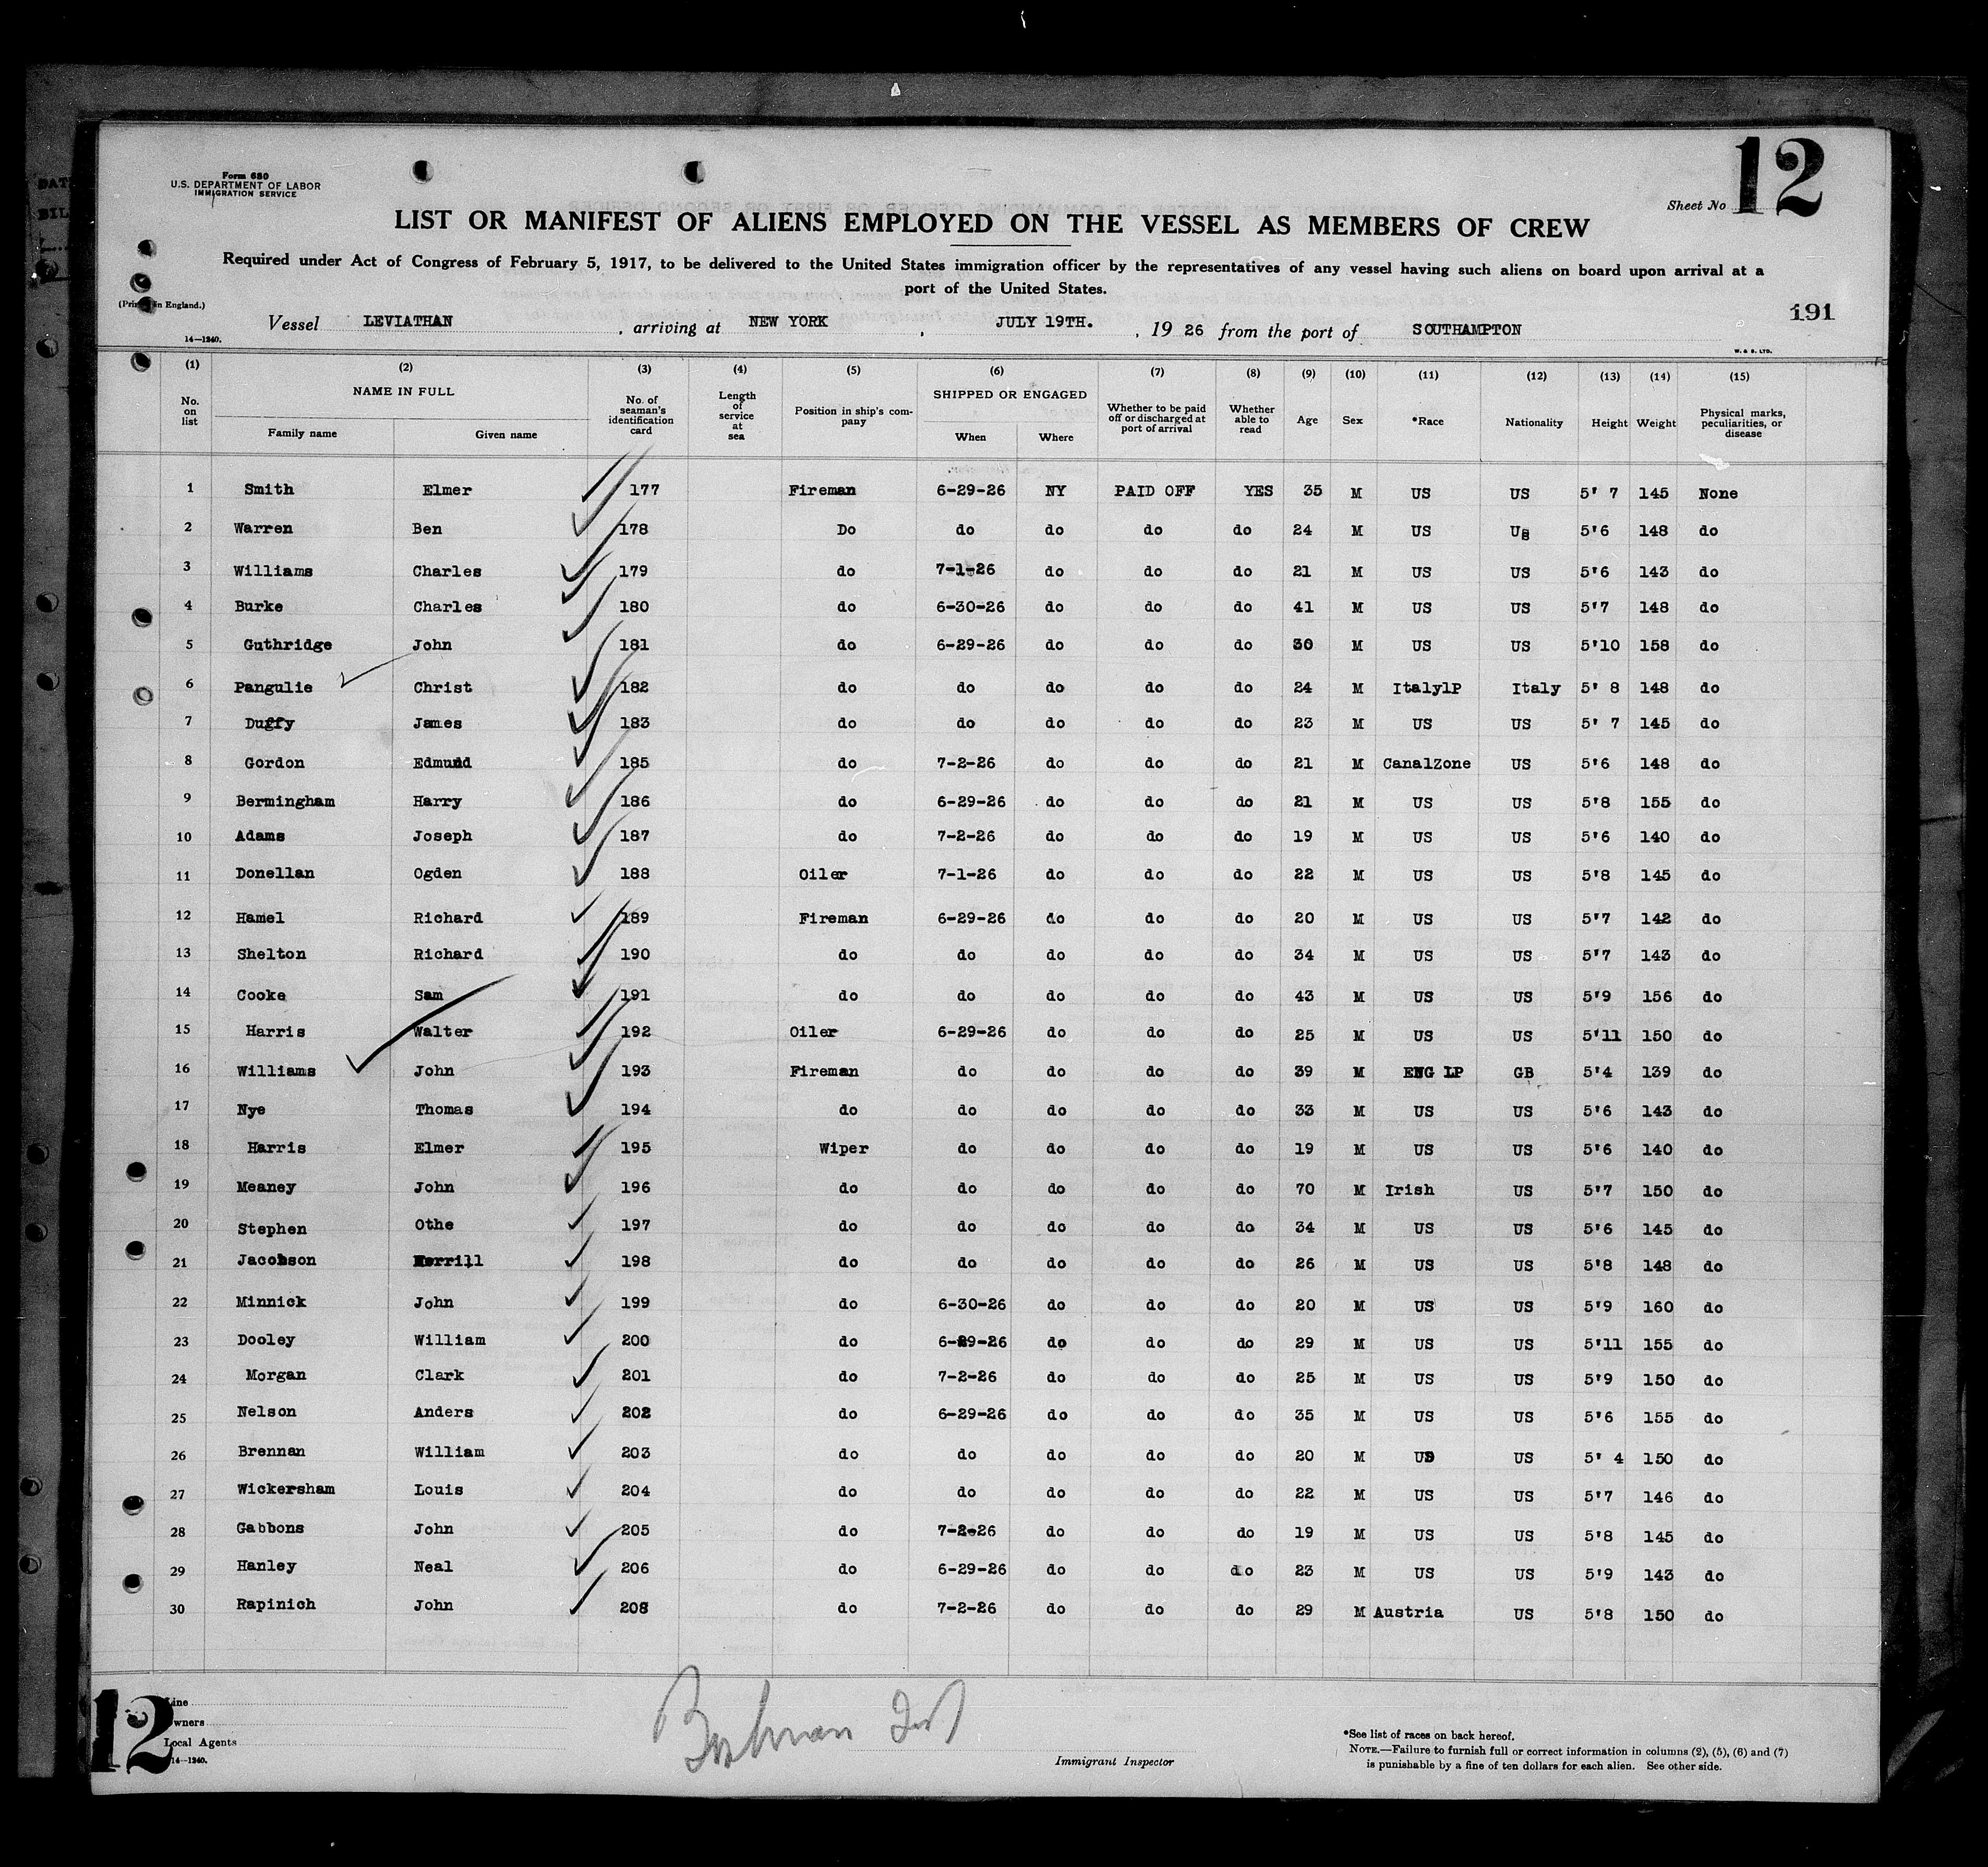 12
Form 680
U.S. DEPARTMENT OF LABOR
IMMIGRATION SERVICE
Sheet No
LIST OR MANIFEST OF ALIENS EMPLOYED ON THE VESSEL AS MEMBERS OF CREW
Required under Act of Congress of February 5, 1917, to be delivered to the United States immigration officer by the representatives of any vessel having such aliens on board upon arrival at a
port of the United States.
(Printed in England.)
191
Vessel LEVIATHAN , arriving at NEW YORK , JULY 19TH. , 19 26 from the port of SOUTHAMPTON
14—1240.
W. & S. LTD.
(1) (2) (3) (4) (5) (6) (7) (8) (9) (10) (11) (12) (13) (14) (15)
No. on list NAME IN FULL Family name Given name No. of seaman's identification card Length of service at sea Position in ship's company SHIPPED OR ENGAGED When Where Whether to be paid off or discharged at port of arrival Whether able to read Age Sex *Race Nationality Height Weight Physical marks, peculiarities, or disease
1 Smith Elmer 177 Fireman 6-29-26 NY PAID OFF YES 35 M US US 5' 7 145 None
2 Warren Ben 178 Do do do do do 24 M US Us 5'6 148 do
3 Williams Charles 179 do 7-1-26 do do do 21 M US US 5'6 143 do
4 Burke Charles 180 do 6-30-26 do do do 41 M US US 5'7 148 do
5 Guthridge John 181 do 6-29-26 do do do 30 M US US 5'10 158 do
6 Pangulie Christ 182 do do do do do 24 M ItalylP Italy 5' 8 148 do
7 Duffy James 183 do do do do do 23 M US US 5' 7 145 do
8 Gordon Edmund 185 do 7-2-26 do do do 21 M CanalZone US 5'6 148 do
9 Bermingham Harry 186 do 6-29-26 do do do 21 M US US 5'8 155 do
10 Adams Joseph 187 do 7-2-26 do do do 19 M US US 5'6 140 do
11 Donellan Ogden 188 Oiler 7-1-26 do do do 22 M US US 5'8 145 do
12 Hamel Richard 189 Fireman 6-29-26 do do do 20 M US US 5'7 142 do
13 Shelton Richard 190 do do do do do 34 M US US 5'7 143 do
14 Cooke Sam 191 do do do do do 43 M US US 5'9 156 do
15 Harris Walter 192 Oiler 6-29-26 do do do 25 M US US 5'11 150 do
16 Williams John 193 Fireman do do do do 39 M ENG LP GB 5'4 139 do
17 Nye Thomas 194 do do do do do 33 M US US 5'6 143 do
18 Harris Elmer 195 Wiper do do do do 19 M US US 5'6 140 do
19 Meaney John 196 do do do do do 70 M Irish US 5'7 150 do
20 Stephen Othe 197 do do do do do 34 M US US 5'6 145 do
21 Jacobson Merrill 198 do do do do do 26 M US US 5'8 148 do
22 Minnick John 199 do 6-30-26 do do do 20 M US US 5'9 160 do
23 Dooley William 200 do 6-29-26 do do do 29 M US US 5'11 155 do
24 Morgan Clark 201 do 7-2-26 do do do 25 M US US 5'9 150 do
25 Nelson Anders 202 do 6-29-26 do do do 35 M US US 5'6 155 do
26 Brennan William 203 do do do do do 20 M US US 5' 4 150 do
27 Wickersham Louis 204 do do do do do 22 M US US 5'7 146 do
28 Gabbons John 205 do 7-2-26 do do do 19 M US US 5'8 145 do
29 Hanley Neal 206 do 6-29-26 do do do 23 M US US 5'9 143 do
30 Rapinich John 208 do 7-2-26 do do do 29 M Austria US 5'8 150 do
12
Line
Owners
Local Agents
14—1240.
Immigrant Inspector
*See list of races on back hereof.
NOTE.—Failure to furnish full or correct information in columns (2), (5), (6) and (7)
is punishable by a fine of ten dollars for each alien. See other side.